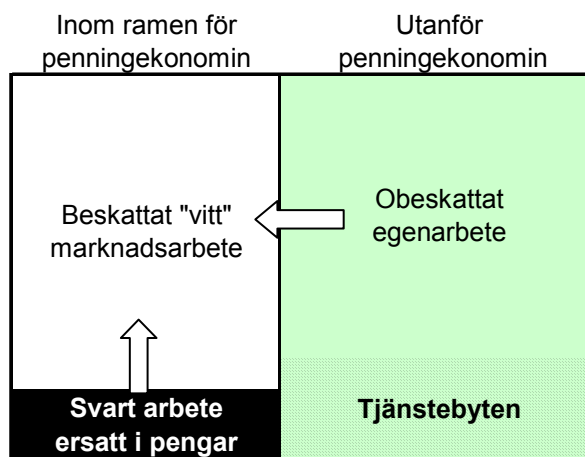 Inom ramen för
penningekonomin
Utanför
penningekonomin
Beskattat "vitt"
marknadsarbete
Obeskattat
egenarbete
Svart arbete
ersatt i pengar
Tjänstebyten